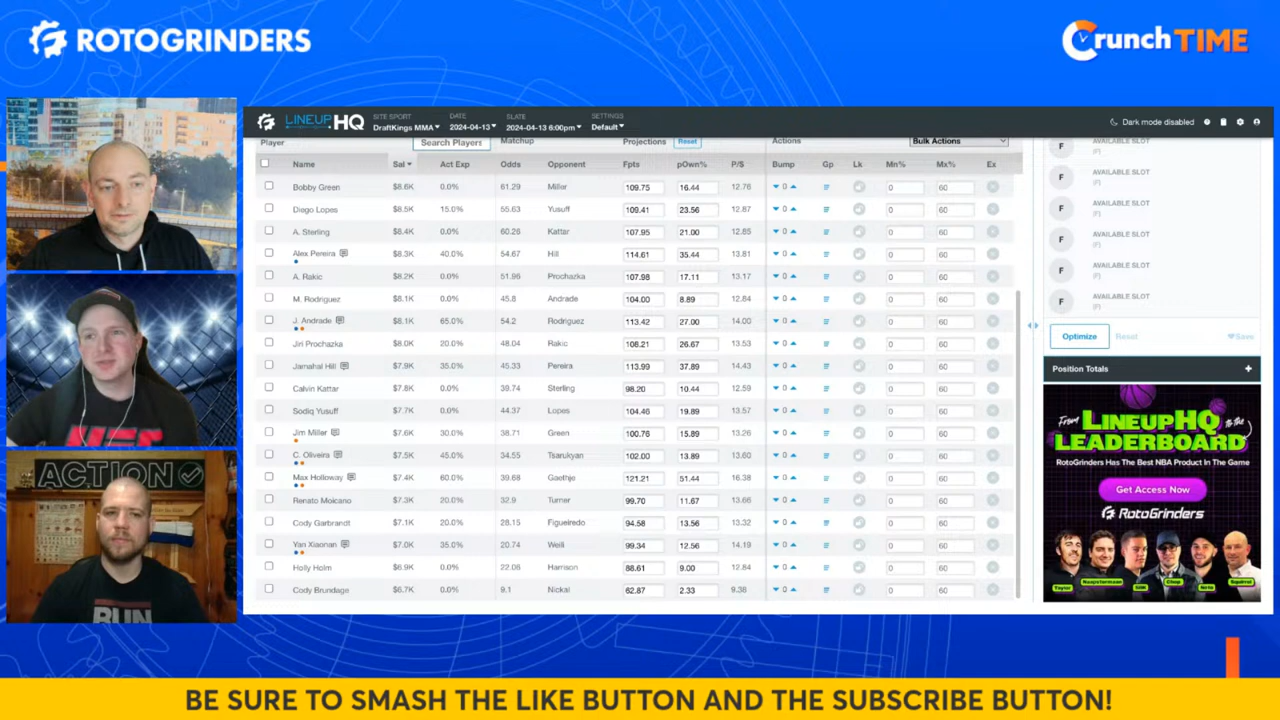 ROTOGRINDERS
CrunchTIME
LINEUPHQ
SITE SPORT DraftKings MMA
DATE 2024-04-13
SLATE 2024-04-13 6:00pm
SETTINGS Default
Dark mode disabled
Player Search Players Matchup Projections Reset Actions Bulk Actions
Name Sal Act Exp Odds Opponent Fpts pOwn% P/$ Bump Gp Lk Mn% Mx% Ex
Bobby Green $8.6K 0.0% 61.29 Miller 109.75 16.44 12.76 0 0 60
Diego Lopes $8.5K 15.0% 55.63 Yusuff 109.41 23.56 12.87 0 0 60
A. Sterling $8.4K 0.0% 60.26 Kattar 107.95 21.00 12.85 0 0 60
Alex Pereira $8.3K 40.0% 54.67 Hill 114.61 35.44 13.81 0 0 60
A. Rakic $8.2K 0.0% 51.96 Prochazka 107.98 17.11 13.17 0 0 60
M. Rodriguez $8.1K 0.0% 45.8 Andrade 104.00 8.89 12.84 0 0 60
J. Andrade $8.1K 65.0% 54.2 Rodriguez 113.42 27.00 14.00 0 0 60
Jiri Prochazka $8.0K 20.0% 48.04 Rakic 108.21 26.67 13.53 0 0 60
Jamahal Hill $7.9K 35.0% 45.33 Pereira 113.99 37.89 14.43 0 0 60
Calvin Kattar $7.8K 0.0% 39.74 Sterling 98.20 10.44 12.59 0 0 60
Sodiq Yusuff $7.7K 0.0% 44.37 Lopes 104.46 19.89 13.57 0 0 60
Jim Miller $7.6K 30.0% 38.71 Green 100.76 15.89 13.26 0 0 60
C. Oliveira $7.5K 45.0% 34.55 Tsarukyan 102.00 13.89 13.60 0 0 60
Max Holloway $7.4K 60.0% 39.68 Gaethje 121.21 51.44 16.38 0 0 60
Renato Moicano $7.3K 20.0% 32.9 Turner 99.70 11.67 13.66 0 0 60
Cody Garbrandt $7.1K 20.0% 28.15 Figueiredo 94.58 13.56 13.32 0 0 60
Yan Xiaonan $7.0K 35.0% 20.74 Weili 99.34 12.56 14.19 0 0 60
Holly Holm $6.9K 0.0% 22.08 Harrison 88.61 9.00 12.84 0 0 60
Cody Brundage $6.7K 0.0% 9.1 Nickal 62.87 2.33 9.38 0 0 60
F AVAILABLE SLOT
F AVAILABLE SLOT
F AVAILABLE SLOT
F AVAILABLE SLOT
F AVAILABLE SLOT
F AVAILABLE SLOT
Optimize Reset Save
Position Totals +
From LINEUPHQ to the
LEADERBOARD
RotoGrinders Has The Best NBA Product In The Game
Get Access Now
RotoGrinders
ACTION
RUN
BE SURE TO SMASH THE LIKE BUTTON AND THE SUBSCRIBE BUTTON!